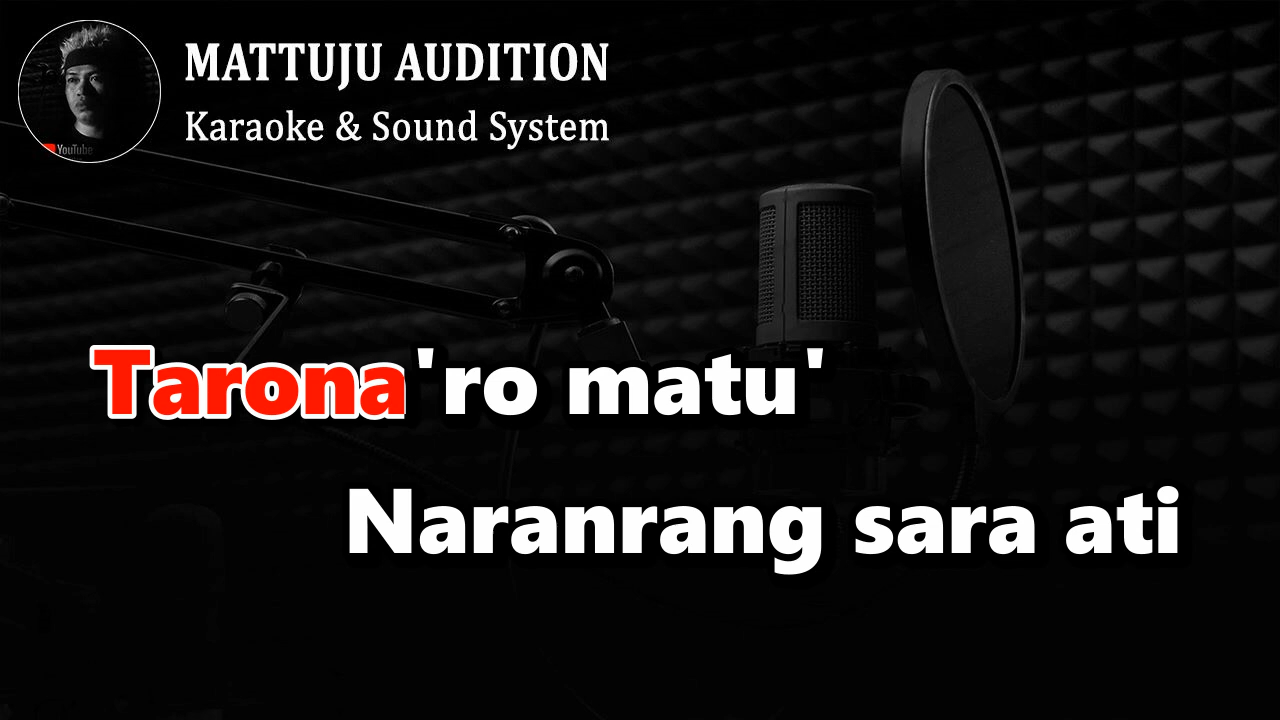 MATTUJU AUDITION
Karaoke & Sound System
YouTube
Tarona'ro matu'
Naranrang sara ati